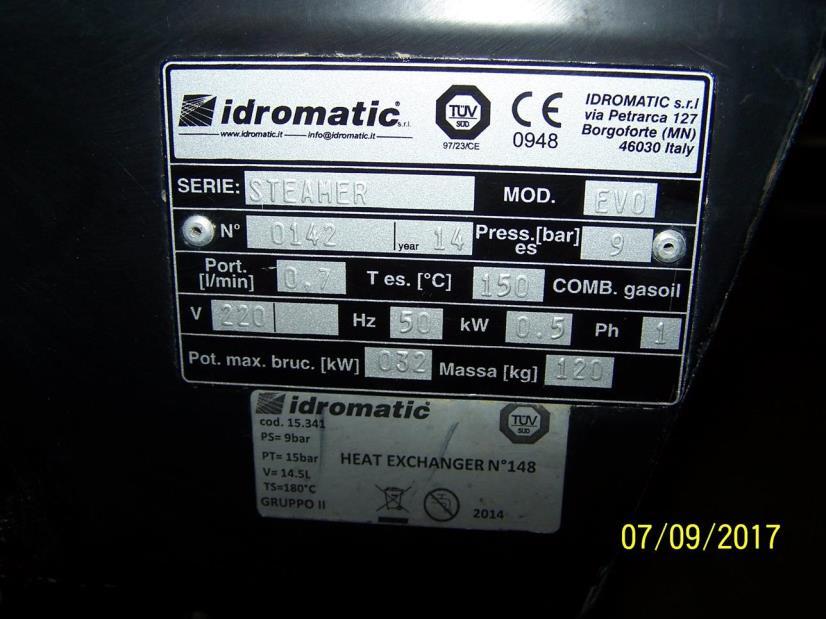 idromatic s.r.l.
www.idromatic.it info@idromatic.it
TÜV
SÜD
97/23/CE
CE
0948
IDROMATIC s.r.l
via Petrarca 127
Borgoforte (MN)
46030 Italy
SERIE: STEAMER MOD. EVO
N° 0142 year 14 Press.[bar] es 9
Port. [l/min] 0.7 T es. [°C] 150 COMB. gasoil
V 220 Hz 50 kW 0.5 Ph 1
Pot. max. bruc. [kW] 032 Massa [kg] 120
idromatic
TÜV
SÜD
cod. 15.341
PS= 9bar
PT= 15bar
V= 14.5L
TS=180°C
GRUPPO II
HEAT EXCHANGER N°148
2014
07/09/2017